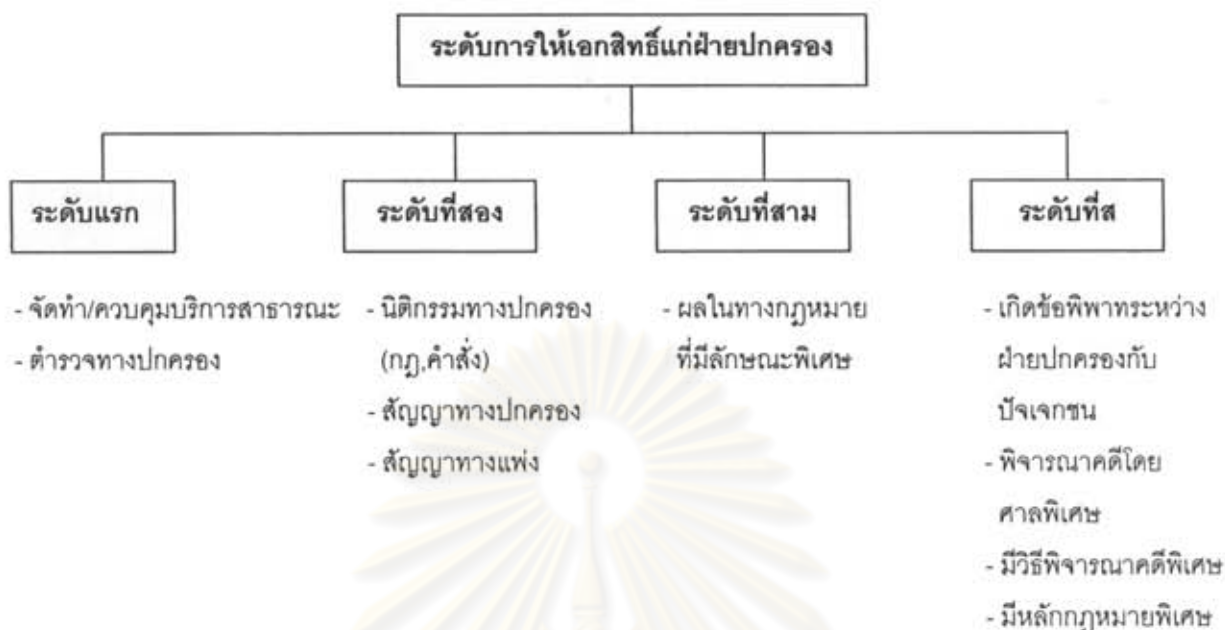 ระดับการให้เอกสิทธิ์แก่ฝ่ายปกครอง
ระดับแรก
- จัดทำ/ควบคุมบริการสาธารณะ
- ตำรวจทางปกครอง
ระดับที่สอง
- นิติกรรมทางปกครอง
(กฎ,คำสั่ง)
- สัญญาทางปกครอง
- สัญญาทางแพ่ง
ระดับที่สาม
- ผลในทางกฎหมาย
ที่มีลักษณะพิเศษ
ระดับที่ส
- เกิดข้อพิพาทระหว่าง
ฝ่ายปกครองกับ
ปัจเจกชน
- พิจารณาคดีโดย
ศาลพิเศษ
- มีวิธีพิจารณาคดีพิเศษ
- มีหลักกฎหมายพิเศษ